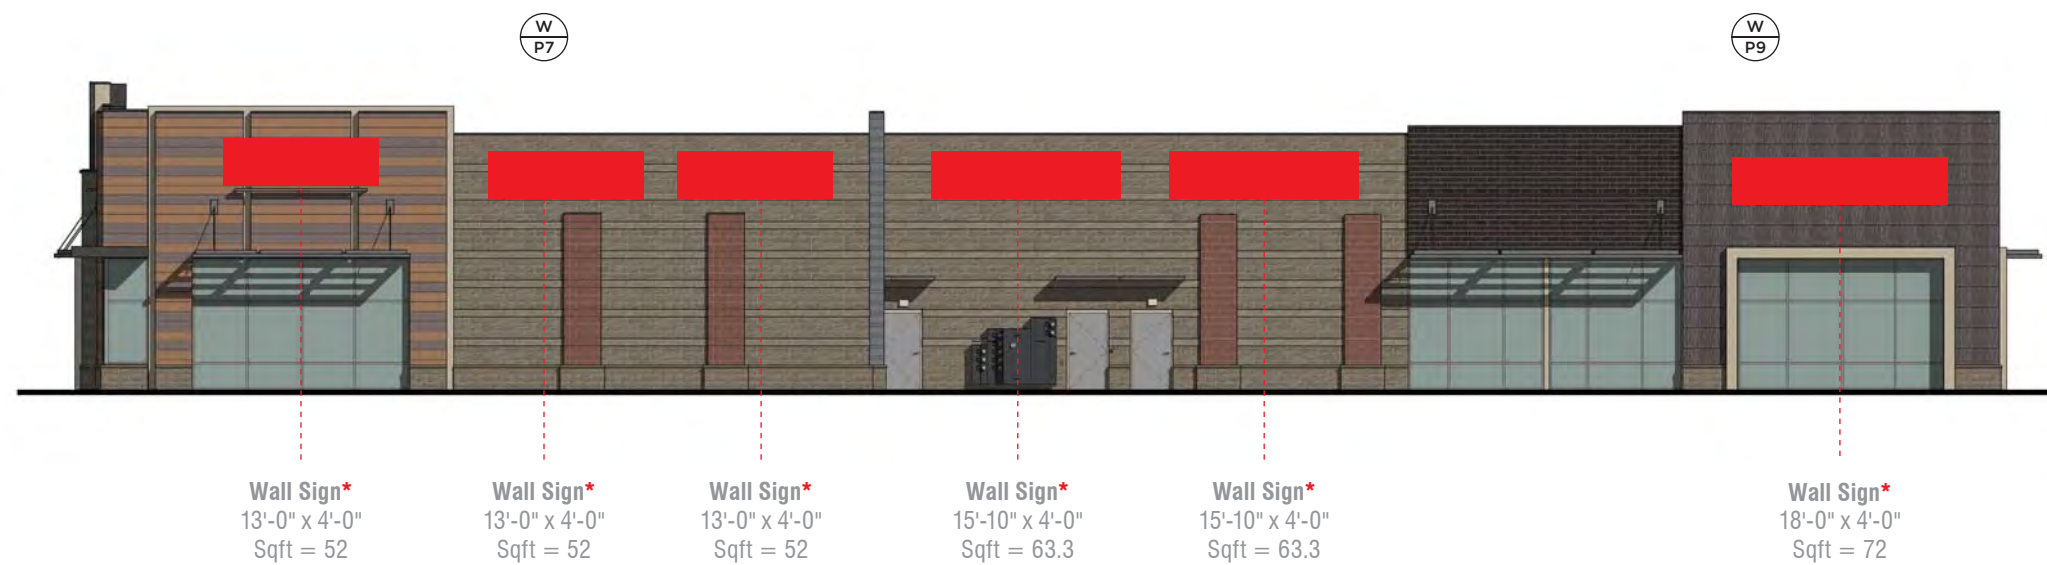 W
P7
W
P9
Wall Sign*
13'-0" x 4'-0"
Sqft = 52
Wall Sign*
13'-0" x 4'-0"
Sqft = 52
Wall Sign*
13'-0" x 4'-0"
Sqft = 52
Wall Sign*
15'-10" x 4'-0"
Sqft = 63.3
Wall Sign*
15'-10" x 4'-0"
Sqft = 63.3
Wall Sign*
18'-0" x 4'-0"
Sqft = 72